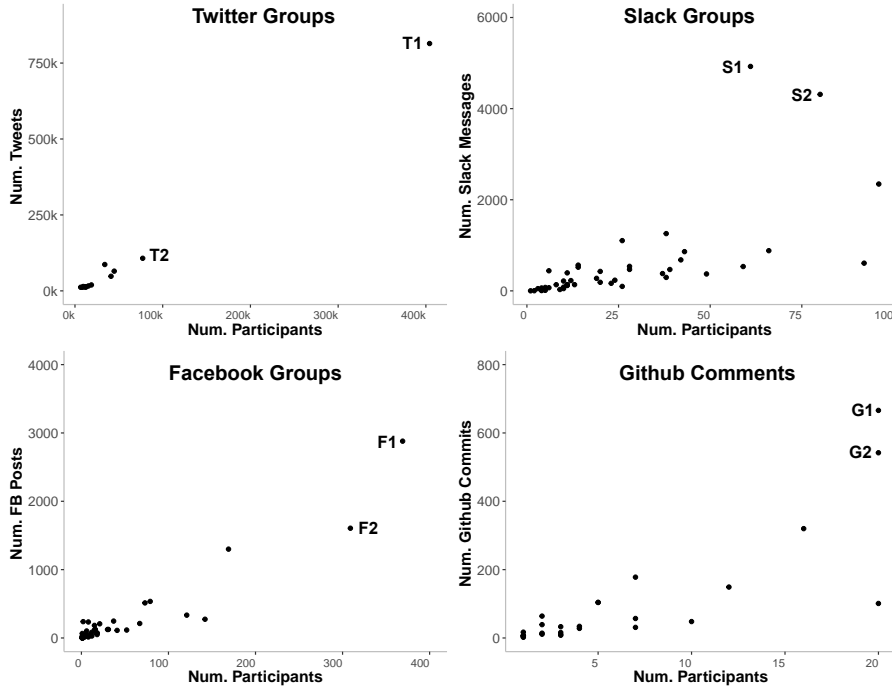 Twitter Groups
Num. Tweets
750k
500k
250k
0k
T1
T2
0k
100k
200k
300k
400k
Num. Participants
Slack Groups
Num. Slack Messages
6000
4000
2000
0
S1
S2
0
25
50
75
100
Num. Participants
Facebook Groups
Num. FB Posts
4000
3000
2000
1000
0
F1
F2
0
100
200
300
400
Num. Participants
Github Comments
Num. Github Commits
800
600
400
200
0
G1
G2
5
10
15
20
Num. Participants